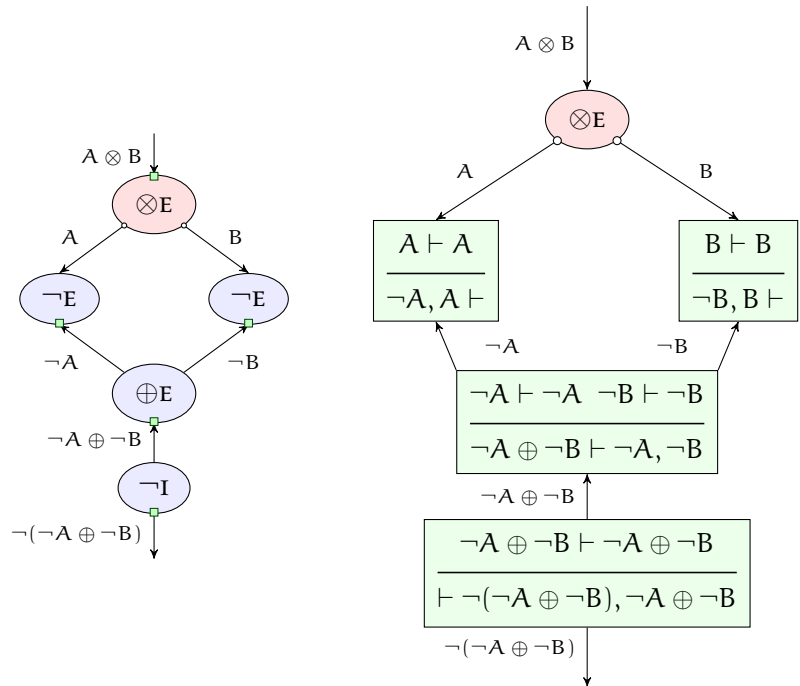 A ⊗ B
⊗E
A
B
¬E
¬E
¬A
¬B
⊕E
¬A ⊕ ¬B
¬I
¬(¬A ⊕ ¬B)
A ⊗ B
⊗E
A
B
A ⊢ A
¬A, A ⊢
B ⊢ B
¬B, B ⊢
¬A
¬B
¬A ⊢ ¬A ¬B ⊢ ¬B
¬A ⊕ ¬B ⊢ ¬A, ¬B
¬A ⊕ ¬B
¬A ⊕ ¬B ⊢ ¬A ⊕ ¬B
⊢ ¬(¬A ⊕ ¬B), ¬A ⊕ ¬B
¬(¬A ⊕ ¬B)